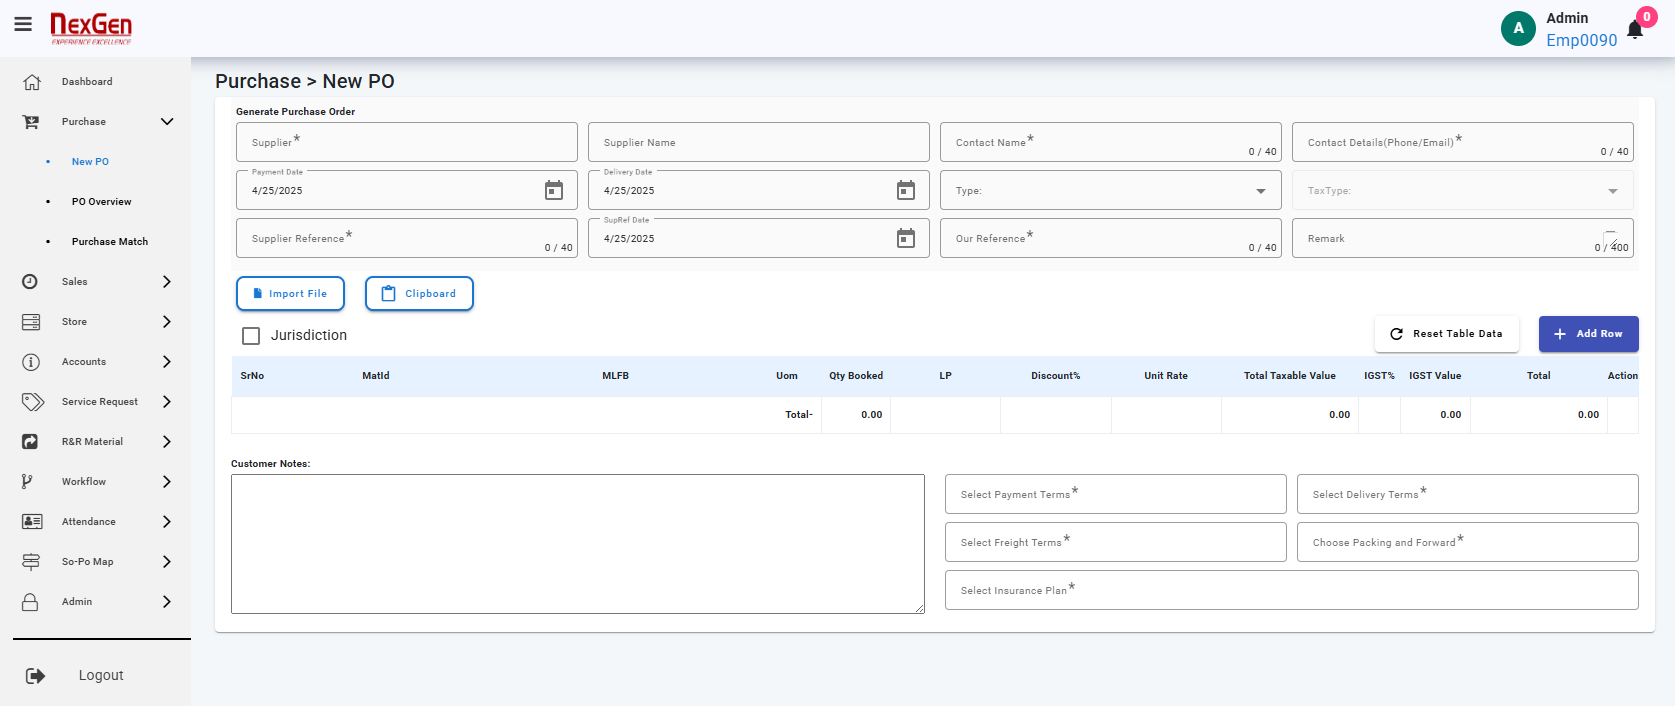 NexGen
EXPERIENCE EXCELLENCE
A
Admin
Emp0090
0
Dashboard
Purchase
New PO
PO Overview
Purchase Match
Sales
Store
Accounts
Service Request
R&R Material
Workflow
Attendance
So-Po Map
Admin
Logout
Purchase > New PO
Generate Purchase Order
Supplier*
Supplier Name
Contact Name*
0 / 40
Contact Details(Phone/Email)*
0 / 40
Payment Date
4/25/2025
Delivery Date
4/25/2025
Type:
TaxType:
Supplier Reference*
0 / 40
SupRef Date
4/25/2025
Our Reference*
0 / 40
Remark
0 / 400
Import File
Clipboard
Jurisdiction
Reset Table Data
+ Add Row
SrNo MatId MLFB Uom Qty Booked LP Discount% Unit Rate Total Taxable Value IGST% IGST Value Total Action
Total- 0.00 0.00 0.00 0.00
Customer Notes:
Select Payment Terms*
Select Delivery Terms*
Select Freight Terms*
Choose Packing and Forward*
Select Insurance Plan*